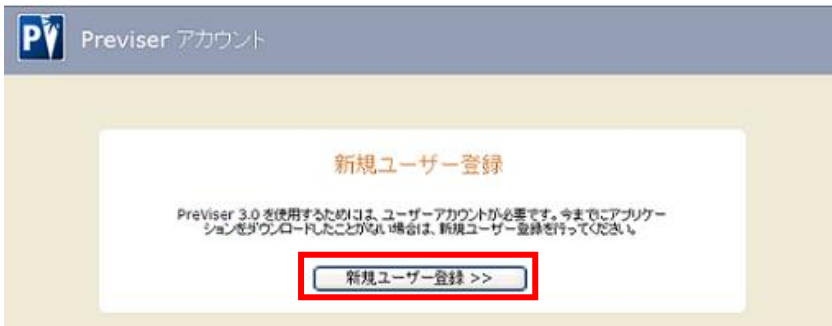 PV Previser アカウント
新規ユーザー登録
PreViser 3.0 を使用するためには、ユーザーアカウントが必要です。今までにアプリケー
ションをダウンロードしたことがない場合は、新規ユーザー登録を行ってください。
新規ユーザー登録 >>